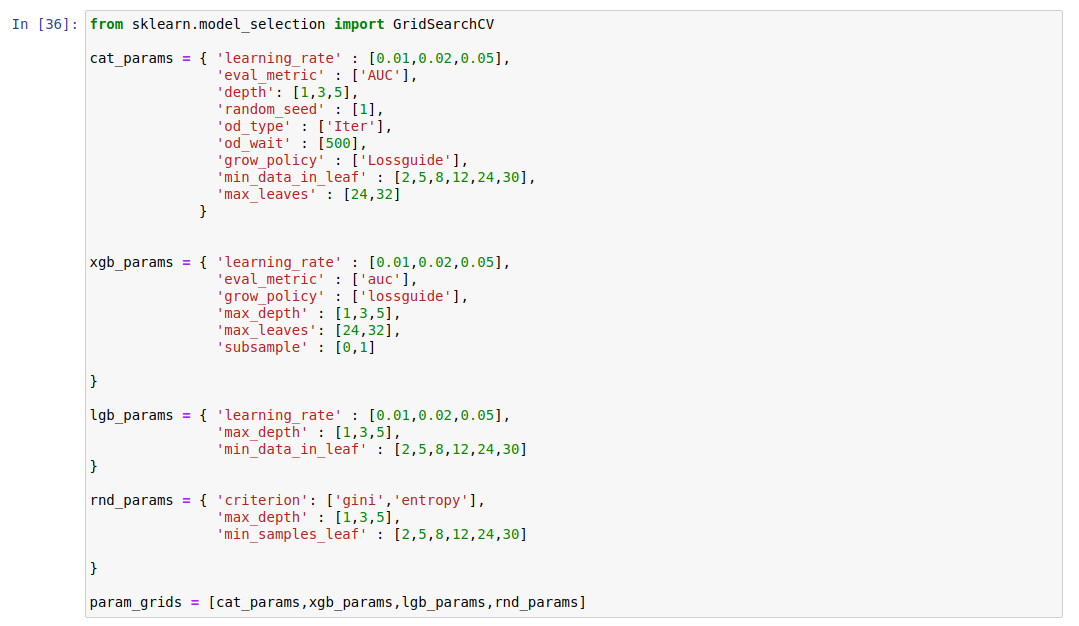 In [36]: from sklearn.model_selection import GridSearchCV
cat_params = { 'learning_rate' : [0.01,0.02,0.05],
'eval_metric' : ['AUC'],
'depth': [1,3,5],
'random_seed' : [1],
'od_type' : ['Iter'],
'od_wait' : [500],
'grow_policy' : ['Lossguide'],
'min_data_in_leaf' : [2,5,8,12,24,30],
'max_leaves' : [24,32]
}
xgb_params = { 'learning_rate' : [0.01,0.02,0.05],
'eval_metric' : ['auc'],
'grow_policy' : ['lossguide'],
'max_depth' : [1,3,5],
'max_leaves': [24,32],
'subsample' : [0,1]
}
lgb_params = { 'learning_rate' : [0.01,0.02,0.05],
'max_depth' : [1,3,5],
'min_data_in_leaf' : [2,5,8,12,24,30]
}
rnd_params = { 'criterion': ['gini','entropy'],
'max_depth' : [1,3,5],
'min_samples_leaf' : [2,5,8,12,24,30]
}
param_grids = [cat_params,xgb_params,lgb_params,rnd_params]